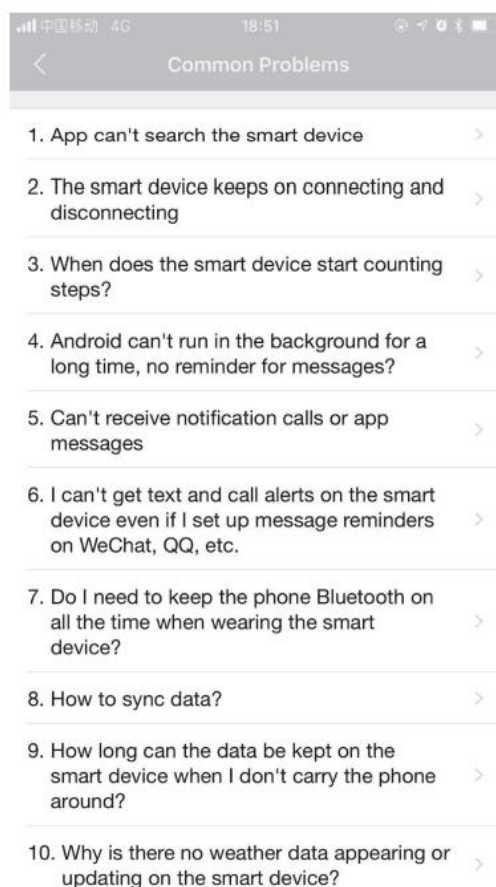 中国移动 4G 18:51
Common Problems
1. App can't search the smart device
2. The smart device keeps on connecting and
disconnecting
3. When does the smart device start counting
steps?
4. Android can't run in the background for a
long time, no reminder for messages?
5. Can't receive notification calls or app
messages
6. I can't get text and call alerts on the smart
device even if I set up message reminders
on WeChat, QQ, etc.
7. Do I need to keep the phone Bluetooth on
all the time when wearing the smart
device?
8. How to sync data?
9. How long can the data be kept on the
smart device when I don't carry the phone
around?
10. Why is there no weather data appearing or
updating on the smart device?